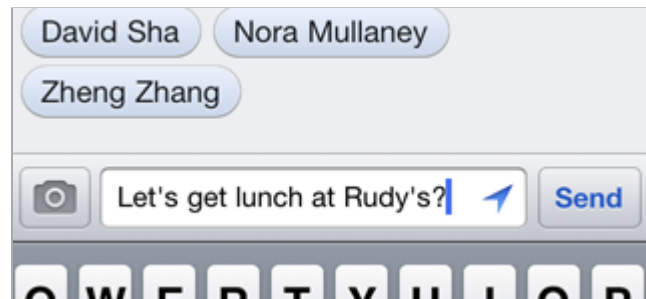 David Sha Nora Mullaney
Zheng Zhang
Let's get lunch at Rudy's? Send
Q W E R T Y U I O P